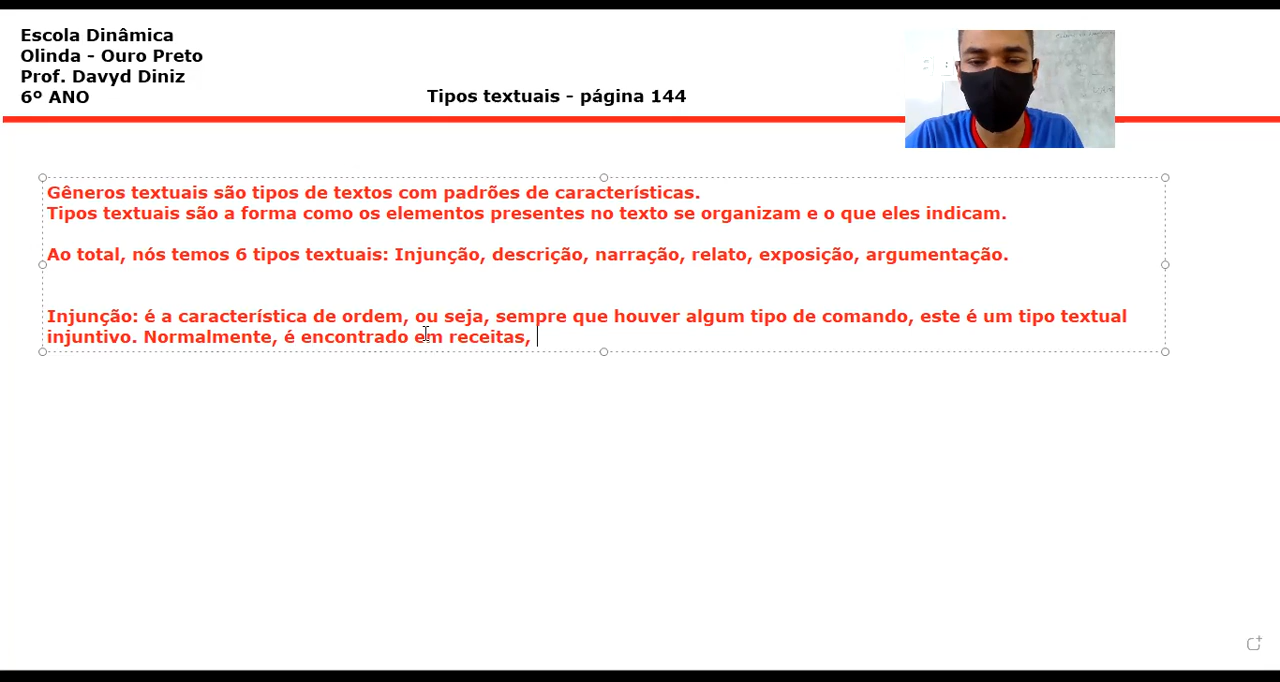 Escola Dinâmica
Olinda - Ouro Preto
Prof. Davyd Diniz
6º ANO
Tipos textuais - página 144
Gêneros textuais são tipos de textos com padrões de características.
Tipos textuais são a forma como os elementos presentes no texto se organizam e o que eles indicam.
Ao total, nós temos 6 tipos textuais: Injunção, descrição, narração, relato, exposição, argumentação.
Injunção: é a característica de ordem, ou seja, sempre que houver algum tipo de comando, este é um tipo textual
injuntivo. Normalmente, é encontrado em receitas,